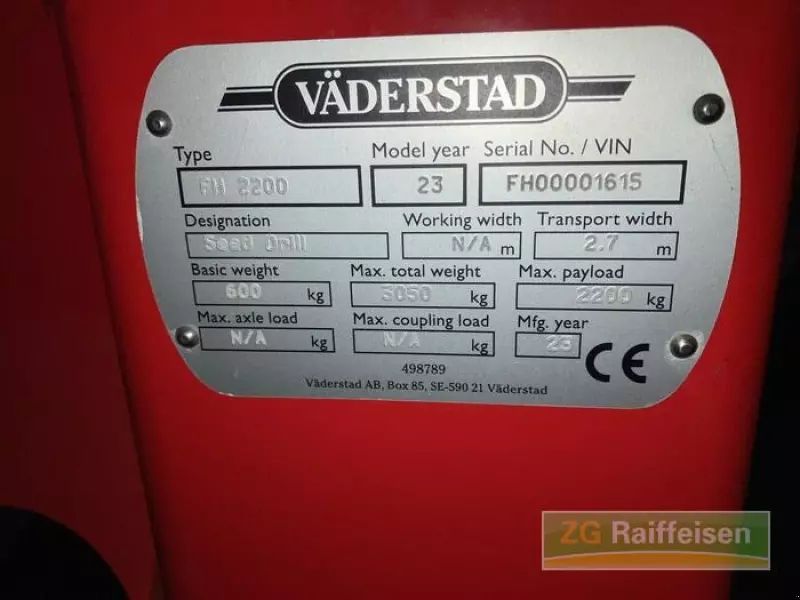 VÄDERSTAD
Type Model year Serial No. / VIN
FH 2200 23 FH00001615
Designation Working width Transport width
Seed Drill N/A m 2.7 m
Basic weight Max. total weight Max. payload
600 kg 3050 kg 2200 kg
Max. axle load Max. coupling load Mfg. year
N/A kg N/A kg 23 CE
498789
Väderstad AB, Box 85, SE-590 21 Väderstad
ZG Raiffeisen